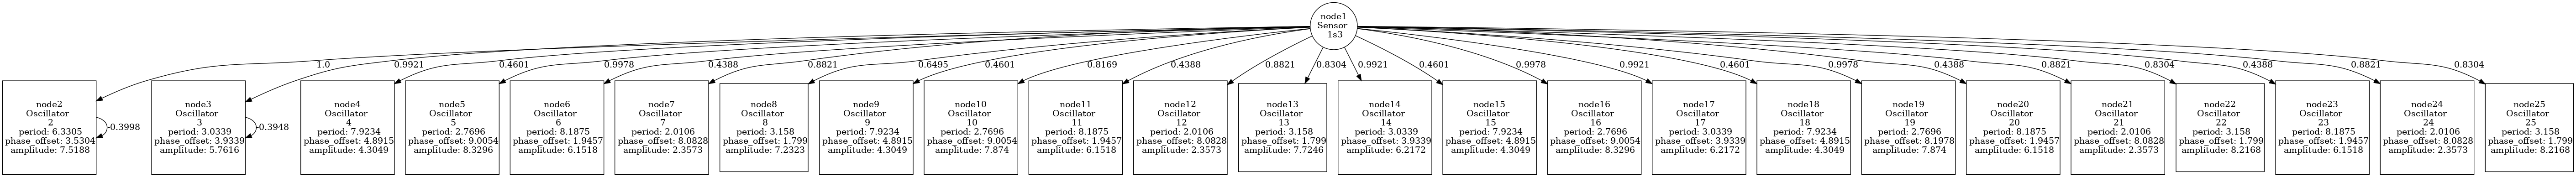 node1
Sensor
1s3
-1.0
-0.9921
0.4601
0.9978
0.4388
-0.8821
0.6495
0.4601
0.8169
0.4388
-0.8821
0.8304
-0.9921
0.4601
0.9978
-0.9921
0.4601
0.9978
0.4388
-0.8821
0.8304
0.4388
-0.8821
0.8304
node2
Oscillator
2
period: 6.3305
phase_offset: 3.5304
amplitude: 7.5188
-0.3998
node3
Oscillator
3
period: 3.0339
phase_offset: 3.9339
amplitude: 5.7616
-0.3948
node4
Oscillator
4
period: 7.9234
phase_offset: 4.8915
amplitude: 4.3049
node5
Oscillator
5
period: 2.7696
phase_offset: 9.0054
amplitude: 8.3296
node6
Oscillator
6
period: 8.1875
phase_offset: 1.9457
amplitude: 6.1518
node7
Oscillator
7
period: 2.0106
phase_offset: 8.0828
amplitude: 2.3573
node8
Oscillator
8
period: 3.158
phase_offset: 1.799
amplitude: 7.2323
node9
Oscillator
9
period: 7.9234
phase_offset: 4.8915
amplitude: 4.3049
node10
Oscillator
10
period: 2.7696
phase_offset: 9.0054
amplitude: 7.874
node11
Oscillator
11
period: 8.1875
phase_offset: 1.9457
amplitude: 6.1518
node12
Oscillator
12
period: 2.0106
phase_offset: 8.0828
amplitude: 2.3573
node13
Oscillator
13
period: 3.158
phase_offset: 1.799
amplitude: 7.7246
node14
Oscillator
14
period: 3.0339
phase_offset: 3.9339
amplitude: 6.2172
node15
Oscillator
15
period: 7.9234
phase_offset: 4.8915
amplitude: 4.3049
node16
Oscillator
16
period: 2.7696
phase_offset: 9.0054
amplitude: 8.3296
node17
Oscillator
17
period: 3.0339
phase_offset: 3.9339
amplitude: 6.2172
node18
Oscillator
18
period: 7.9234
phase_offset: 4.8915
amplitude: 4.3049
node19
Oscillator
19
period: 2.7696
phase_offset: 8.1978
amplitude: 7.874
node20
Oscillator
20
period: 8.1875
phase_offset: 1.9457
amplitude: 6.1518
node21
Oscillator
21
period: 2.0106
phase_offset: 8.0828
amplitude: 2.3573
node22
Oscillator
22
period: 3.158
phase_offset: 1.799
amplitude: 8.2168
node23
Oscillator
23
period: 8.1875
phase_offset: 1.9457
amplitude: 6.1518
node24
Oscillator
24
period: 2.0106
phase_offset: 8.0828
amplitude: 2.3573
node25
Oscillator
25
period: 3.158
phase_offset: 1.799
amplitude: 8.2168